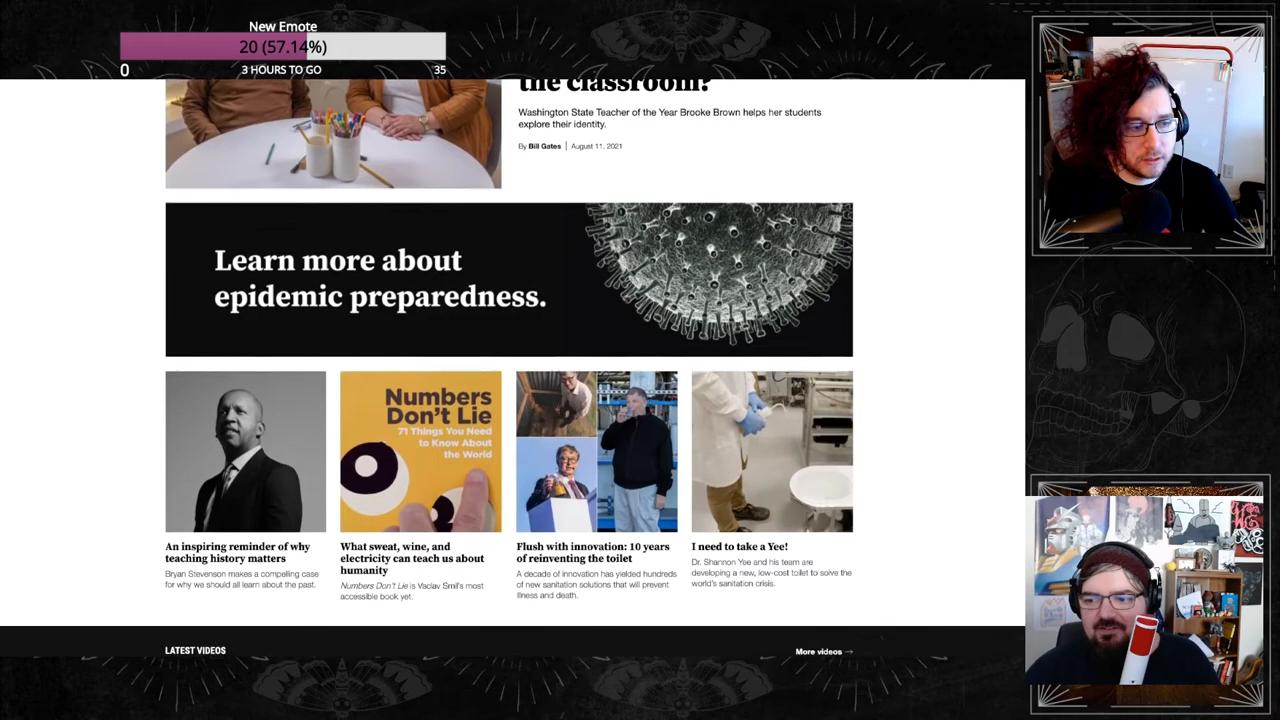 New Emote
20 (57.14%)
0
3 HOURS TO GO
35
the classroom?
Washington State Teacher of the Year Brooke Brown helps her students
explore their identity.
By Bill Gates | August 11, 2021
Learn more about
epidemic preparedness.
Numbers
Don't Lie
71 Things You Need
to Know About
the World
An inspiring reminder of why
teaching history matters
Bryan Stevenson makes a compelling case
for why we should all learn about the past.
What sweat, wine, and
electricity can teach us about
humanity
Numbers Don't Lie is Vaclav Smil's most
accessible book yet.
Flush with innovation: 10 years
of reinventing the toilet
A decade of innovation has yielded hundreds
of new sanitation solutions that will prevent
illness and death.
I need to take a Yee!
Dr. Shannon Yee and his team are
developing a new, low-cost toilet to solve the
world's sanitation crisis.
LATEST VIDEOS
More videos →